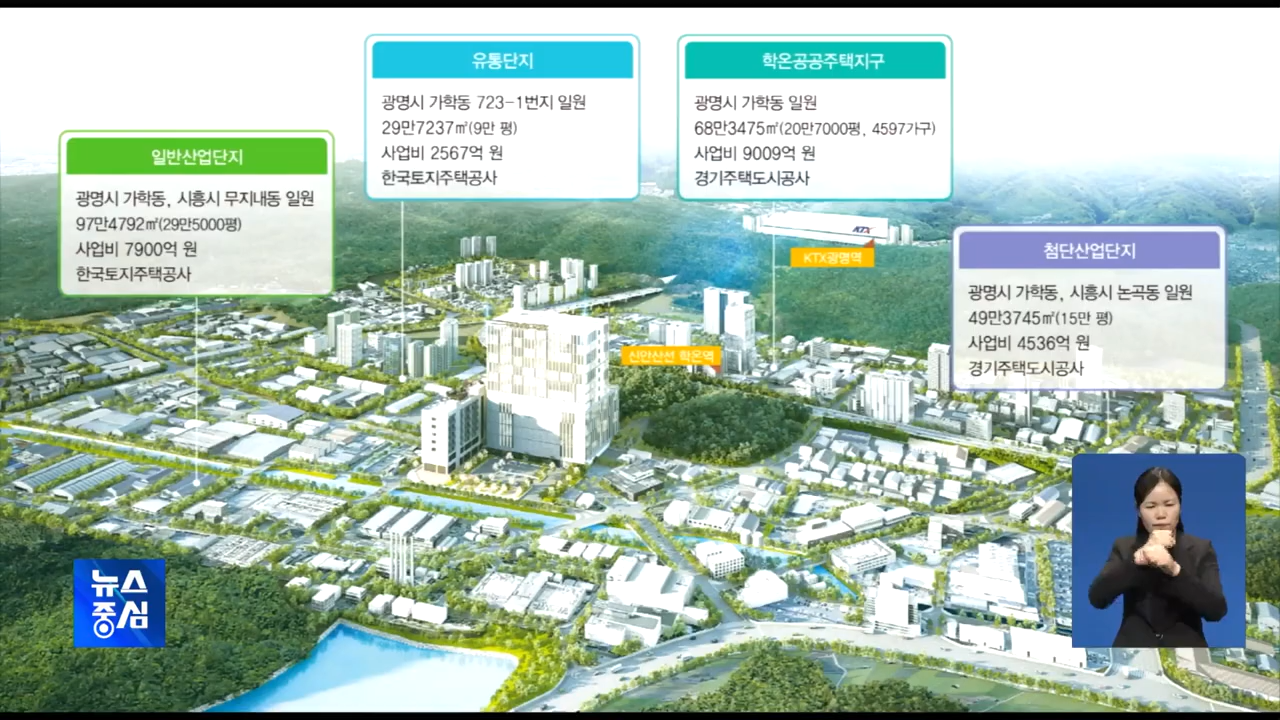 일반산업단지
광명시 가학동, 시흥시 무지내동 일원
97만4792㎡(29만5000평)
사업비 7900억 원
한국토지주택공사
유통단지
광명시 가학동 723-1번지 일원
29만7237㎡(9만 평)
사업비 2567억 원
한국토지주택공사
학온공공주택지구
광명시 가학동 일원
68만3475㎡(20만7000평, 4597가구)
사업비 9009억 원
경기주택도시공사
첨단산업단지
광명시 가학동, 시흥시 논곡동 일원
49만3745㎡(15만 평)
사업비 4536억 원
경기주택도시공사
KTX
KTX광명역
신안산선 학온역
뉴스
중심